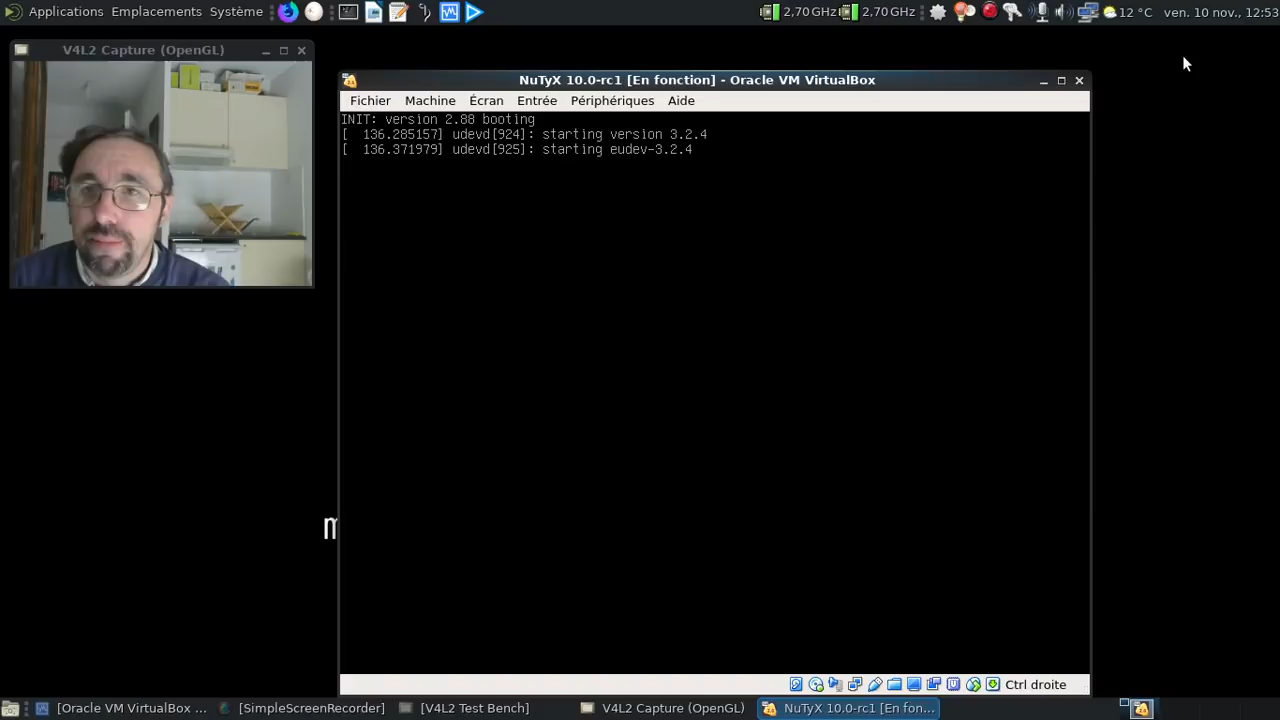 Applications Emplacements Système 2,70 GHz 2,70 GHz 12 °C ven. 10 nov., 12:53
V4L2 Capture (OpenGL)
NuTyX 10.0-rc1 [En fonction] - Oracle VM VirtualBox
Fichier Machine Écran Entrée Périphériques Aide
INIT: version 2.88 booting
[  136.285157] udevd[924]: starting version 3.2.4
[  136.371979] udevd[925]: starting eudev-3.2.4
m
Ctrl droite
[Oracle VM VirtualBox ... [SimpleScreenRecorder] [V4L2 Test Bench] V4L2 Capture (OpenGL) NuTyX 10.0-rc1 [En fon...